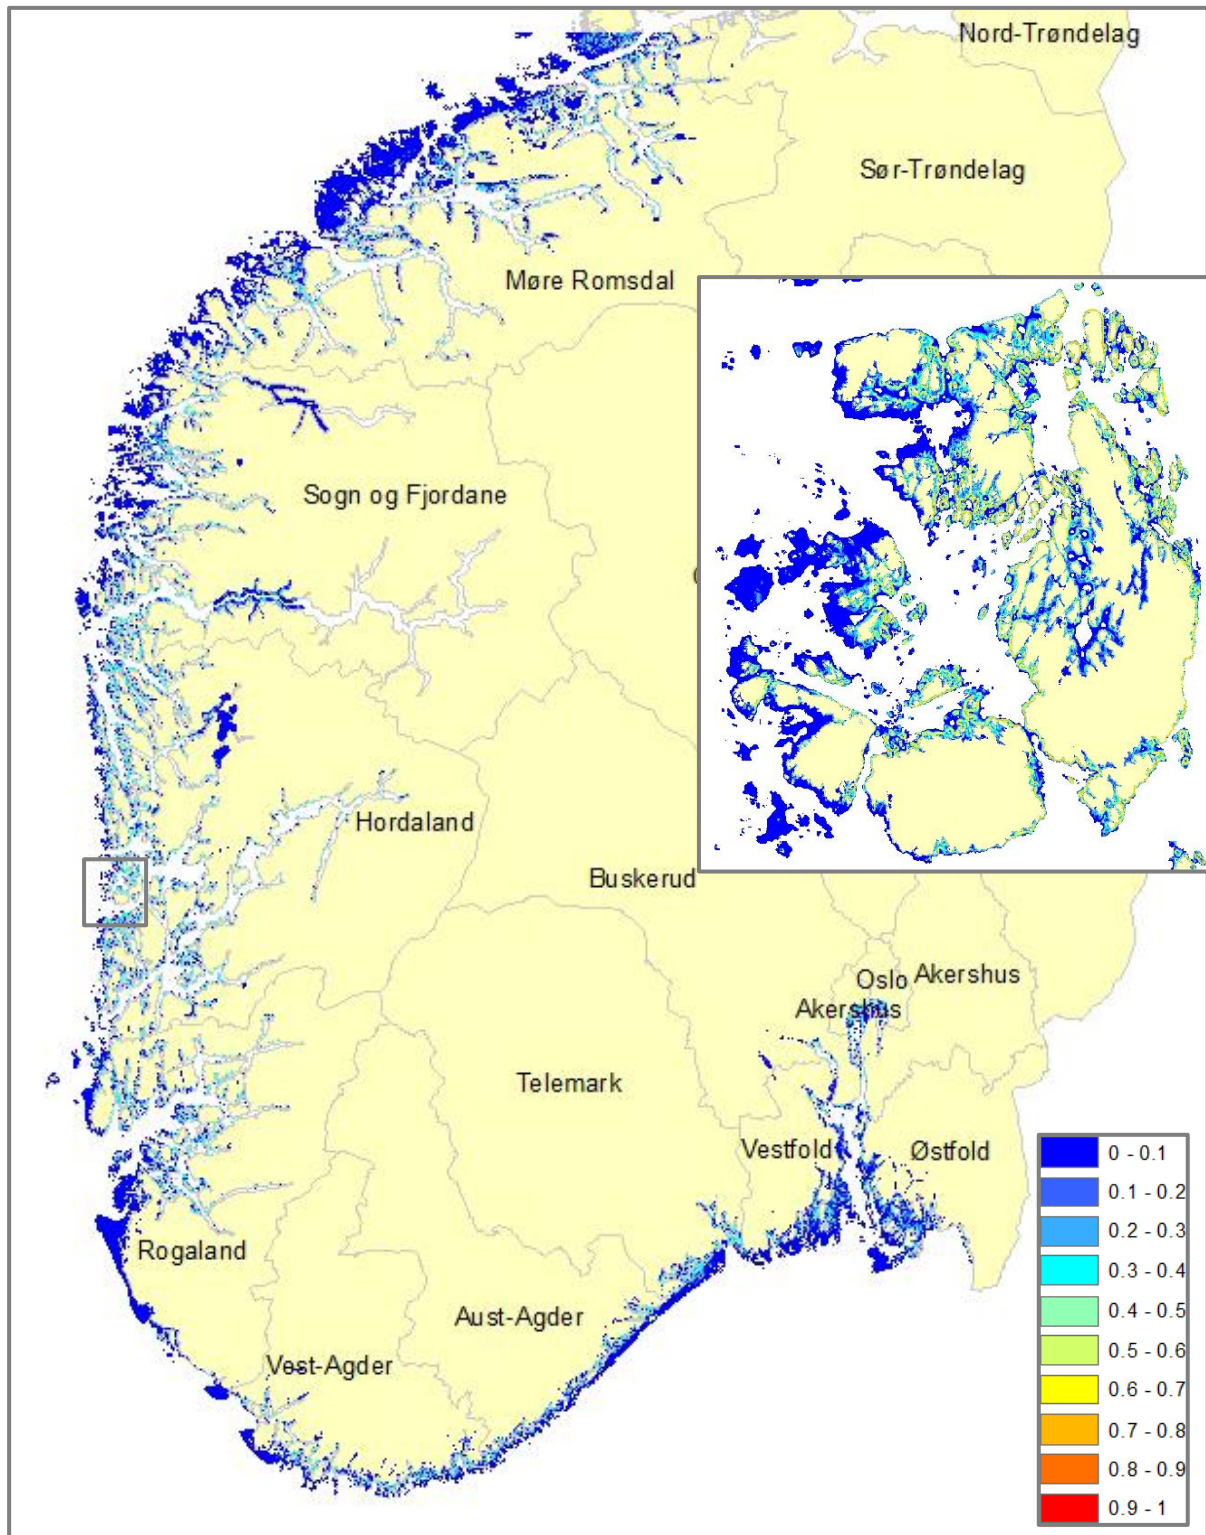 Nord-Trøndelag
Sør-Trøndelag
Møre Romsdal
Sogn og Fjordane
Hordaland
Buskerud
Oslo
Akershus
Akershus
Telemark
Vestfold
Østfold
Rogaland
Aust-Agder
Vest-Agder
0 - 0.1
0.1 - 0.2
0.2 - 0.3
0.3 - 0.4
0.4 - 0.5
0.5 - 0.6
0.6 - 0.7
0.7 - 0.8
0.8 - 0.9
0.9 - 1